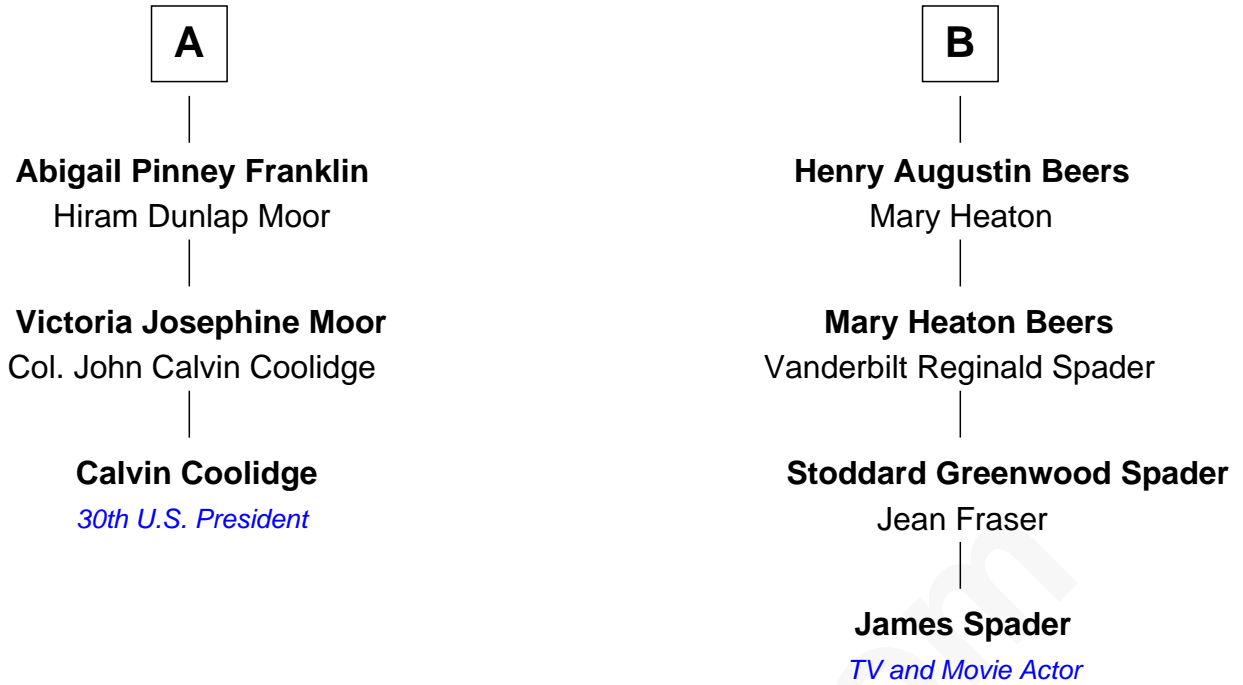 A
Abigail Pinney Franklin
Hiram Dunlap Moor
Victoria Josephine Moor
Col. John Calvin Coolidge
Calvin Coolidge
30th U.S. President
B
Henry Augustin Beers
Mary Heaton
Mary Heaton Beers
Vanderbilt Reginald Spader
Stoddard Greenwood Spader
Jean Fraser
James Spader
TV and Movie Actor